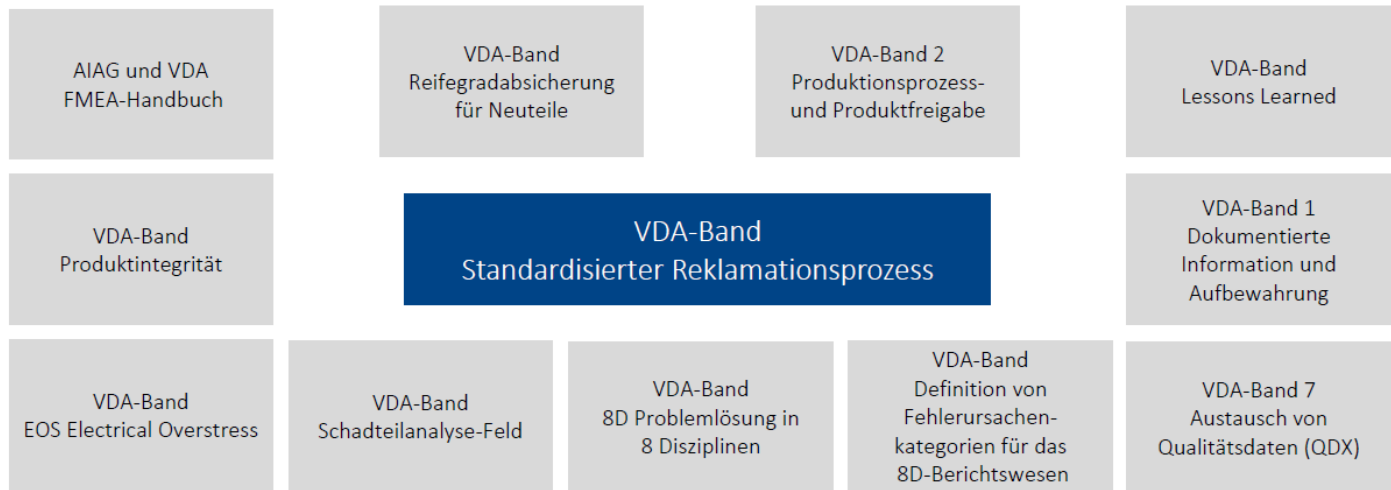 AIAG und VDA
FMEA-Handbuch
VDA-Band
Reifegradabsicherung
für Neuteile
VDA-Band 2
Produktionsprozess-
und Produktfreigabe
VDA-Band
Lessons Learned
VDA-Band
Produktintegrität
VDA-Band
Standardisierter Reklamationsprozess
VDA-Band 1
Dokumentierte
Information und
Aufbewahrung
VDA-Band
EOS Electrical Overstress
VDA-Band
Schadteilanalyse-Feld
VDA-Band
8D Problemlösung in
8 Disziplinen
VDA-Band
Definition von
Fehlerursachen-
kategorien für das
8D-Berichtswesen
VDA-Band 7
Austausch von
Qualitätsdaten (QDX)